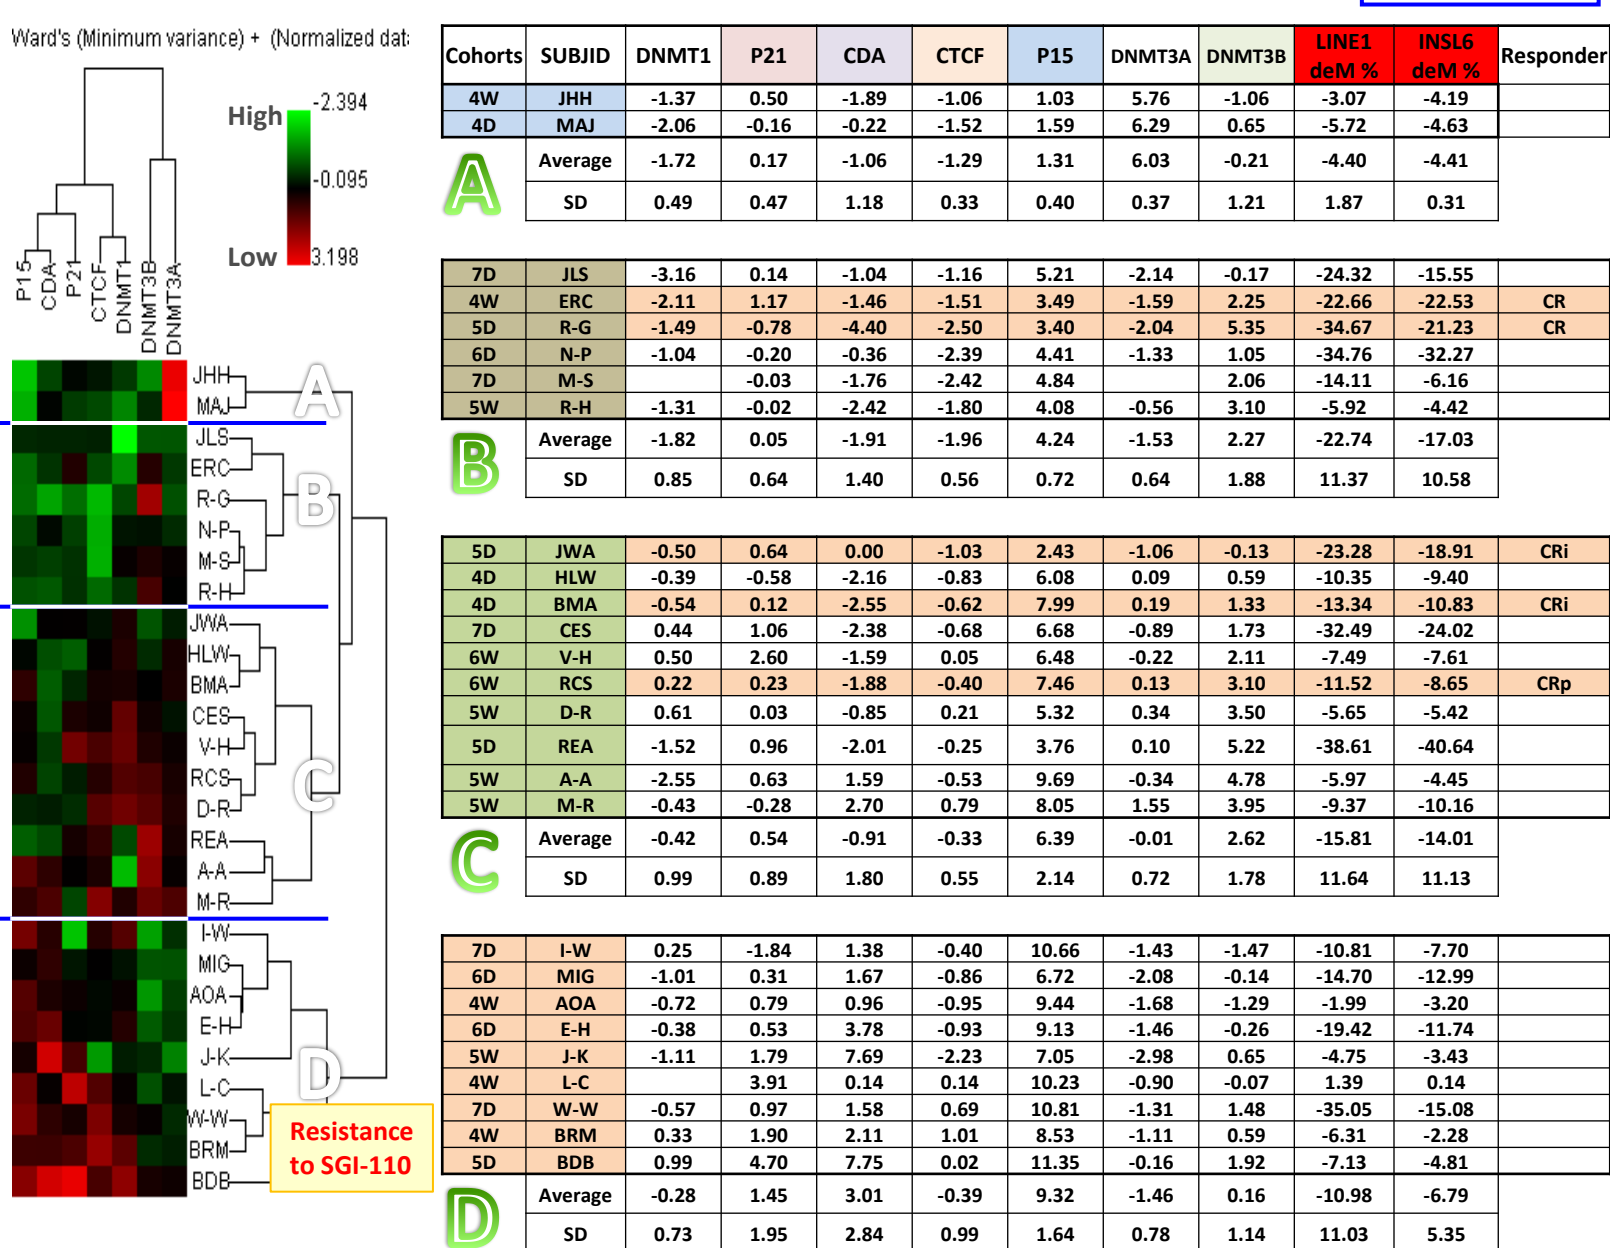 Ward's (Minimum variance) + (Normalized dat
High
-2.394
-0.095
Low
3.198
P15 CDA P21 CTCF DNMT1 DNMT3B DNMT3A
JHH
MAJ
JLS
ERC
R-G
N-P
M-S
R-H
JWA
HLW
BMA
CES
V-H
RCS
D-R
REA
A-A
M-R
I-W
MIG
AOA
E-H
J-K
L-C
W-W
BRM
BDB
A
B
C
D
Resistance
to SGI-110
Cohorts SUBJID DNMT1 P21 CDA CTCF P15 DNMT3A DNMT3B LINE1 deM % INSL6 deM % Responder
4W JHH -1.37 0.50 -1.89 -1.06 1.03 5.76 -1.06 -3.07 -4.19
4D MAJ -2.06 -0.16 -0.22 -1.52 1.59 6.29 0.65 -5.72 -4.63
A
Average -1.72 0.17 -1.06 -1.29 1.31 6.03 -0.21 -4.40 -4.41
SD 0.49 0.47 1.18 0.33 0.40 0.37 1.21 1.87 0.31
7D JLS -3.16 0.14 -1.04 -1.16 5.21 -2.14 -0.17 -24.32 -15.55
4W ERC -2.11 1.17 -1.46 -1.51 3.49 -1.59 2.25 -22.66 -22.53 CR
5D R-G -1.49 -0.78 -4.40 -2.50 3.40 -2.04 5.35 -34.67 -21.23 CR
6D N-P -1.04 -0.20 -0.36 -2.39 4.41 -1.33 1.05 -34.76 -32.27
7D M-S -0.03 -1.76 -2.42 4.84 2.06 -14.11 -6.16
5W R-H -1.31 -0.02 -2.42 -1.80 4.08 -0.56 3.10 -5.92 -4.42
B
Average -1.82 0.05 -1.91 -1.96 4.24 -1.53 2.27 -22.74 -17.03
SD 0.85 0.64 1.40 0.56 0.72 0.64 1.88 11.37 10.58
5D JWA -0.50 0.64 0.00 -1.03 2.43 -1.06 -0.13 -23.28 -18.91 CRi
4D HLW -0.39 -0.58 -2.16 -0.83 6.08 0.09 0.59 -10.35 -9.40
4D BMA -0.54 0.12 -2.55 -0.62 7.99 0.19 1.33 -13.34 -10.83 CRi
7D CES 0.44 1.06 -2.38 -0.68 6.68 -0.89 1.73 -32.49 -24.02
6W V-H 0.50 2.60 -1.59 0.05 6.48 -0.22 2.11 -7.49 -7.61
6W RCS 0.22 0.23 -1.88 -0.40 7.46 0.13 3.10 -11.52 -8.65 CRp
5W D-R 0.61 0.03 -0.85 0.21 5.32 0.34 3.50 -5.65 -5.42
5D REA -1.52 0.96 -2.01 -0.25 3.76 0.10 5.22 -38.61 -40.64
5W A-A -2.55 0.63 1.59 -0.53 9.69 -0.34 4.78 -5.97 -4.45
5W M-R -0.43 -0.28 2.70 0.79 8.05 1.55 3.95 -9.37 -10.16
C
Average -0.42 0.54 -0.91 -0.33 6.39 -0.01 2.62 -15.81 -14.01
SD 0.99 0.89 1.80 0.55 2.14 0.72 1.78 11.64 11.13
7D I-W 0.25 -1.84 1.38 -0.40 10.66 -1.43 -1.47 -10.81 -7.70
6D MIG -1.01 0.31 1.67 -0.86 6.72 -2.08 -0.14 -14.70 -12.99
4W AOA -0.72 0.79 0.96 -0.95 9.44 -1.68 -1.29 -1.99 -3.20
6D E-H -0.38 0.53 3.78 -0.93 9.13 -1.46 -0.26 -19.42 -11.74
5W J-K -1.11 1.79 7.69 -2.23 7.05 -2.98 0.65 -4.75 -3.43
4W L-C 3.91 0.14 0.14 10.23 -0.90 -0.07 1.39 0.14
7D W-W -0.57 0.97 1.58 0.69 10.81 -1.31 1.48 -35.05 -15.08
4W BRM 0.33 1.90 2.11 1.01 8.53 -1.11 0.59 -6.31 -2.28
5D BDB 0.99 4.70 7.75 0.02 11.35 -0.16 1.92 -7.13 -4.81
D
Average -0.28 1.45 3.01 -0.39 9.32 -1.46 0.16 -10.98 -6.79
SD 0.73 1.95 2.84 0.99 1.64 0.78 1.14 11.03 5.35